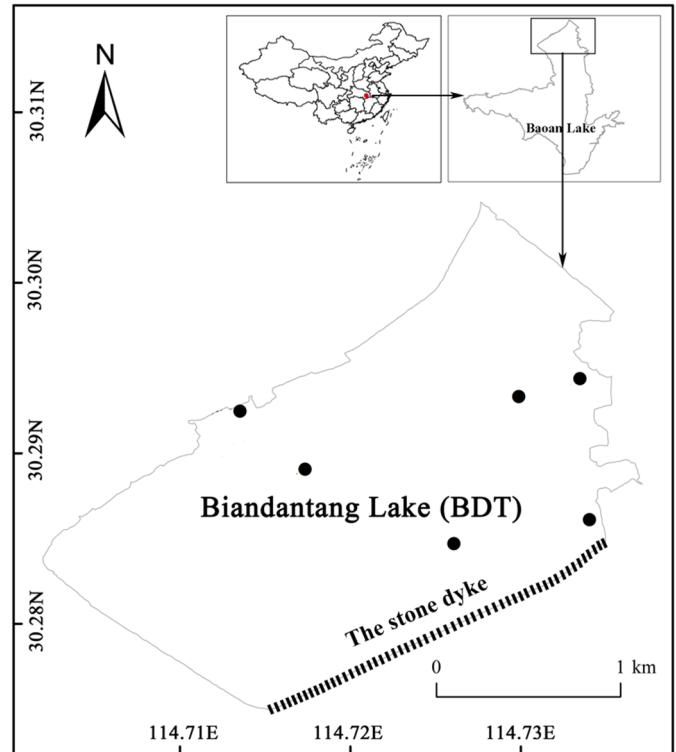 N
Baoan Lake
30.31N
30.30N
30.29N
30.28N
Biandantang Lake (BDT)
The stone dyke
0 1 km
114.71E 114.72E 114.73E